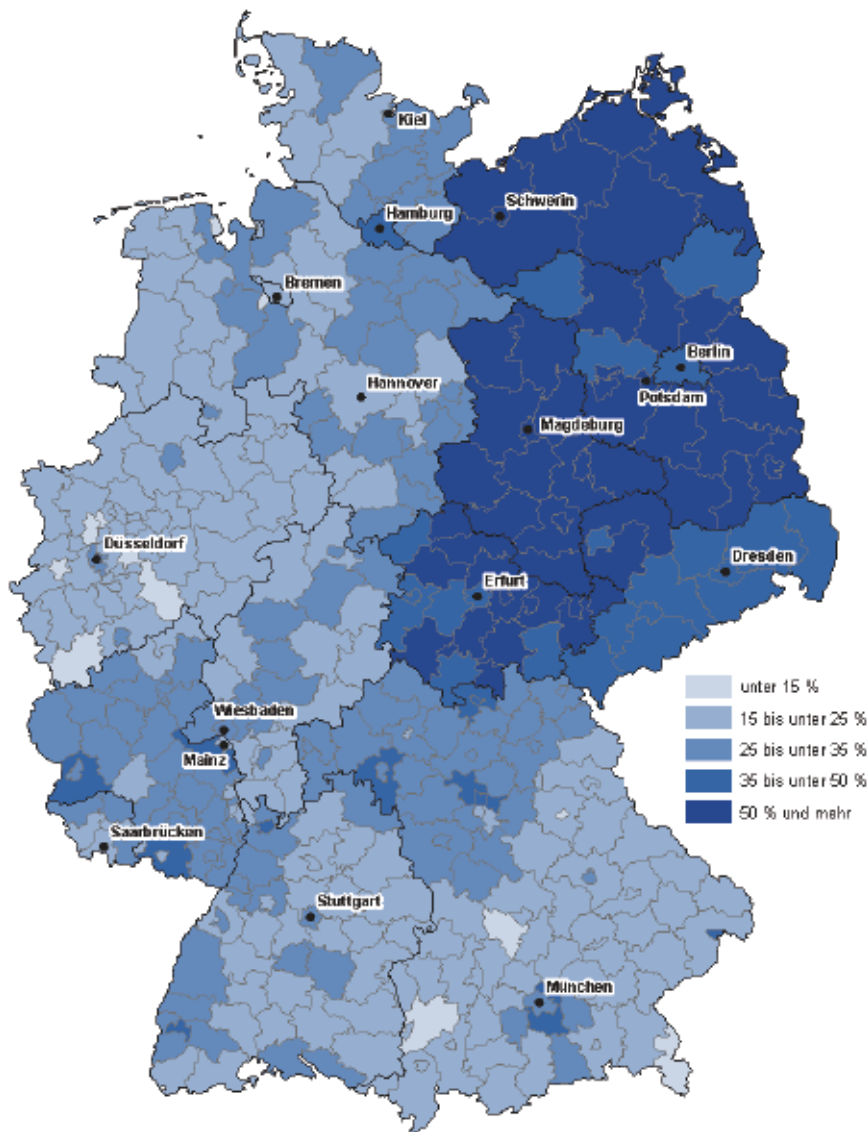 Kiel
Schwerin
Hamburg
Bremen
Berlin
Hannover
Potsdam
Magdeburg
Düsseldorf
Dresden
Erfurt
Wiesbaden
Mainz
Saarbrücken
Stuttgart
München
unter 15 %
15 bis unter 25 %
25 bis unter 35 %
35 bis unter 50 %
50 % und mehr